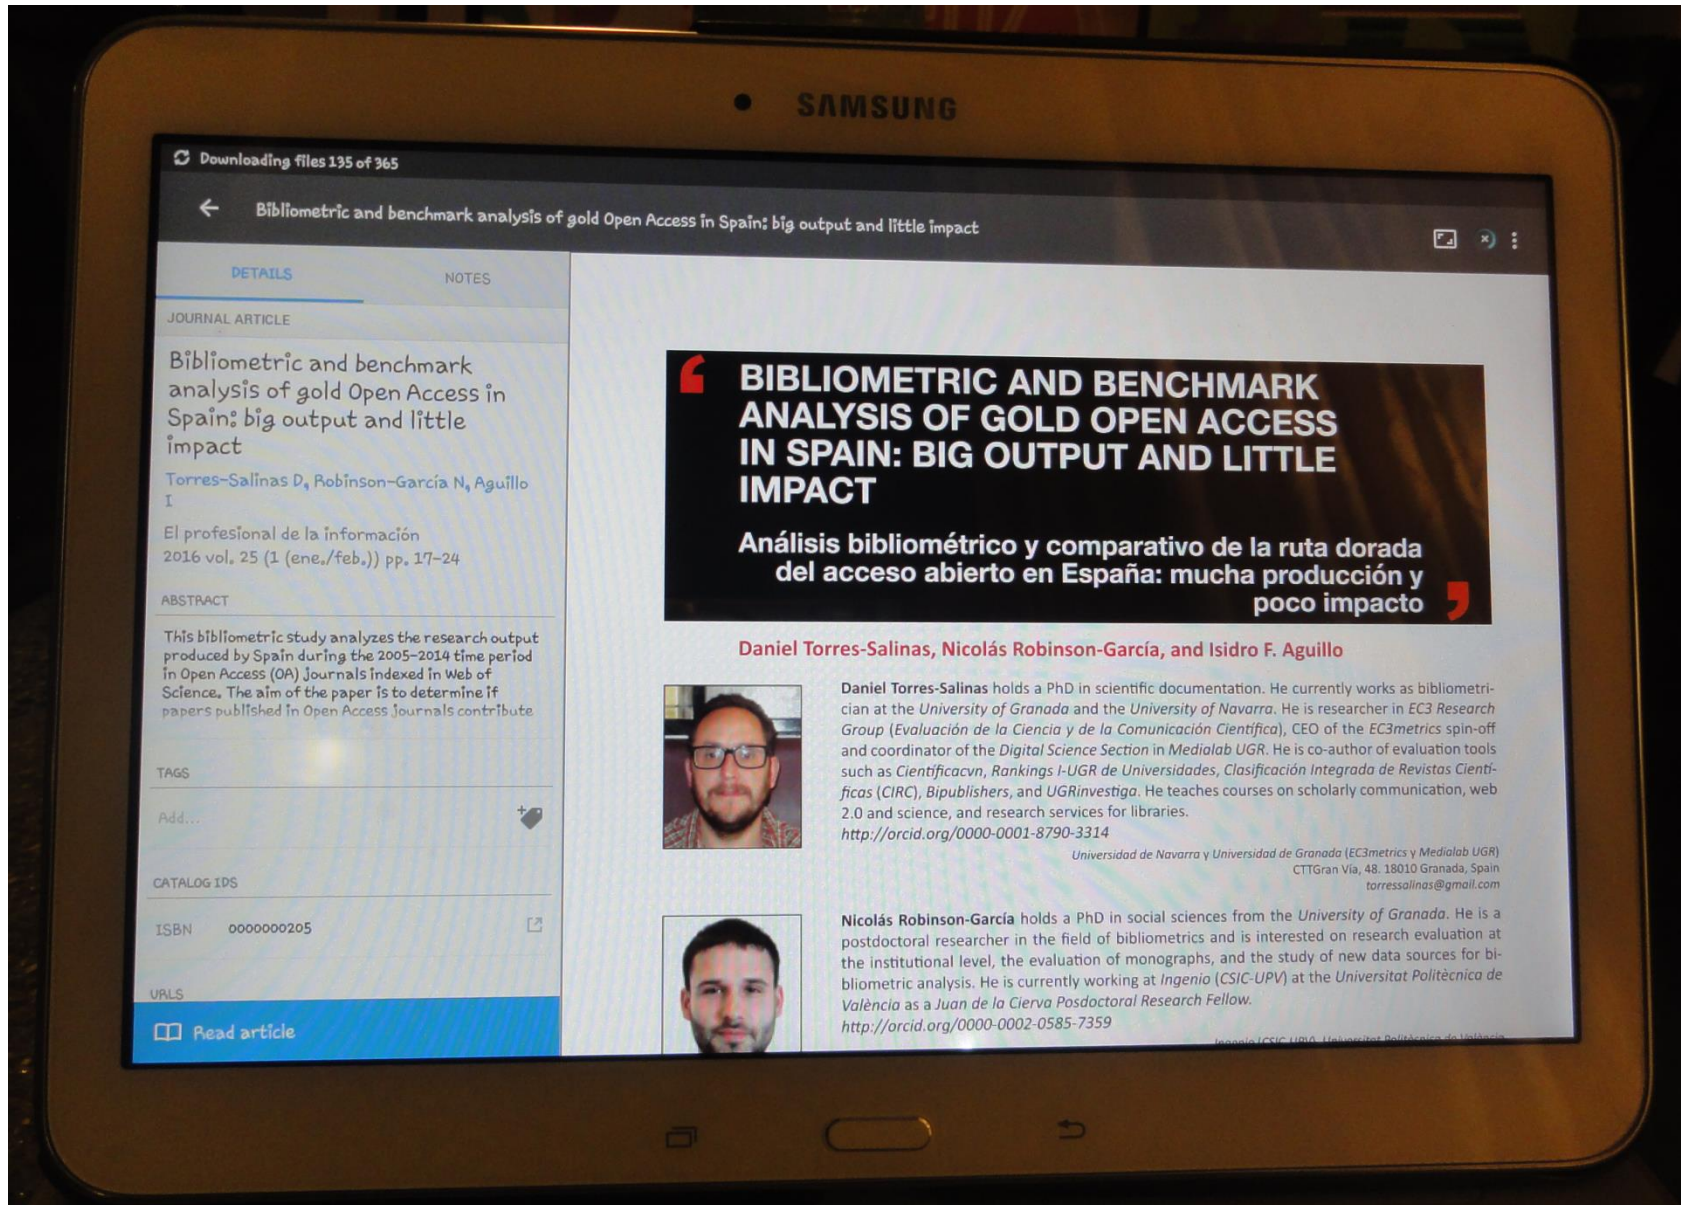 SAMSUNG
Downloading files 135 of 365
Bibliometric and benchmark analysis of gold Open Access in Spain: big output and little impact
DETAILS
NOTES
JOURNAL ARTICLE
Bibliometric and benchmark
analysis of gold Open Access in
Spain: big output and little
impact
Torres-Salinas D, Robinson-García N, Aguillo
I
El profesional de la información
2016 vol. 25 (1 (ene./feb.)) pp. 17-24
ABSTRACT
This bibliometric study analyzes the research output
produced by Spain during the 2005-2014 time period
in Open Access (OA) journals indexed in Web of
Science. The aim of the paper is to determine if
papers published in Open Access journals contribute
TAGS
Add...
CATALOG IDS
ISBN 0000000205
URLS
Read article
BIBLIOMETRIC AND BENCHMARK
ANALYSIS OF GOLD OPEN ACCESS
IN SPAIN: BIG OUTPUT AND LITTLE
IMPACT
Análisis bibliométrico y comparativo de la ruta dorada
del acceso abierto en España: mucha producción y
poco impacto
Daniel Torres-Salinas, Nicolás Robinson-García, and Isidro F. Aguillo
Daniel Torres-Salinas holds a PhD in scientific documentation. He currently works as bibliometri-
cian at the University of Granada and the University of Navarra. He is researcher in EC3 Research
Group (Evaluación de la Ciencia y de la Comunicación Científica), CEO of the EC3metrics spin-off
and coordinator of the Digital Science Section in Medialab UGR. He is co-author of evaluation tools
such as Científicacvn, Rankings I-UGR de Universidades, Clasificación Integrada de Revistas Cientí-
ficas (CIRC), Bipublishers, and UGRinvestiga. He teaches courses on scholarly communication, web
2.0 and science, and research services for libraries.
http://orcid.org/0000-0001-8790-3314
Universidad de Navarra y Universidad de Granada (EC3metrics y Medialab UGR)
CTTGran Vía, 48. 18010 Granada, Spain
torressalinas@gmail.com
Nicolás Robinson-García holds a PhD in social sciences from the University of Granada. He is a
postdoctoral researcher in the field of bibliometrics and is interested on research evaluation at
the institutional level, the evaluation of monographs, and the study of new data sources for bi-
bliometric analysis. He is currently working at Ingenio (CSIC-UPV) at the Universitat Politècnica de
València as a Juan de la Cierva Posdoctoral Research Fellow.
http://orcid.org/0000-0002-0585-7359
Ingenio (CSIC-UPV), Universitat Politècnica de València